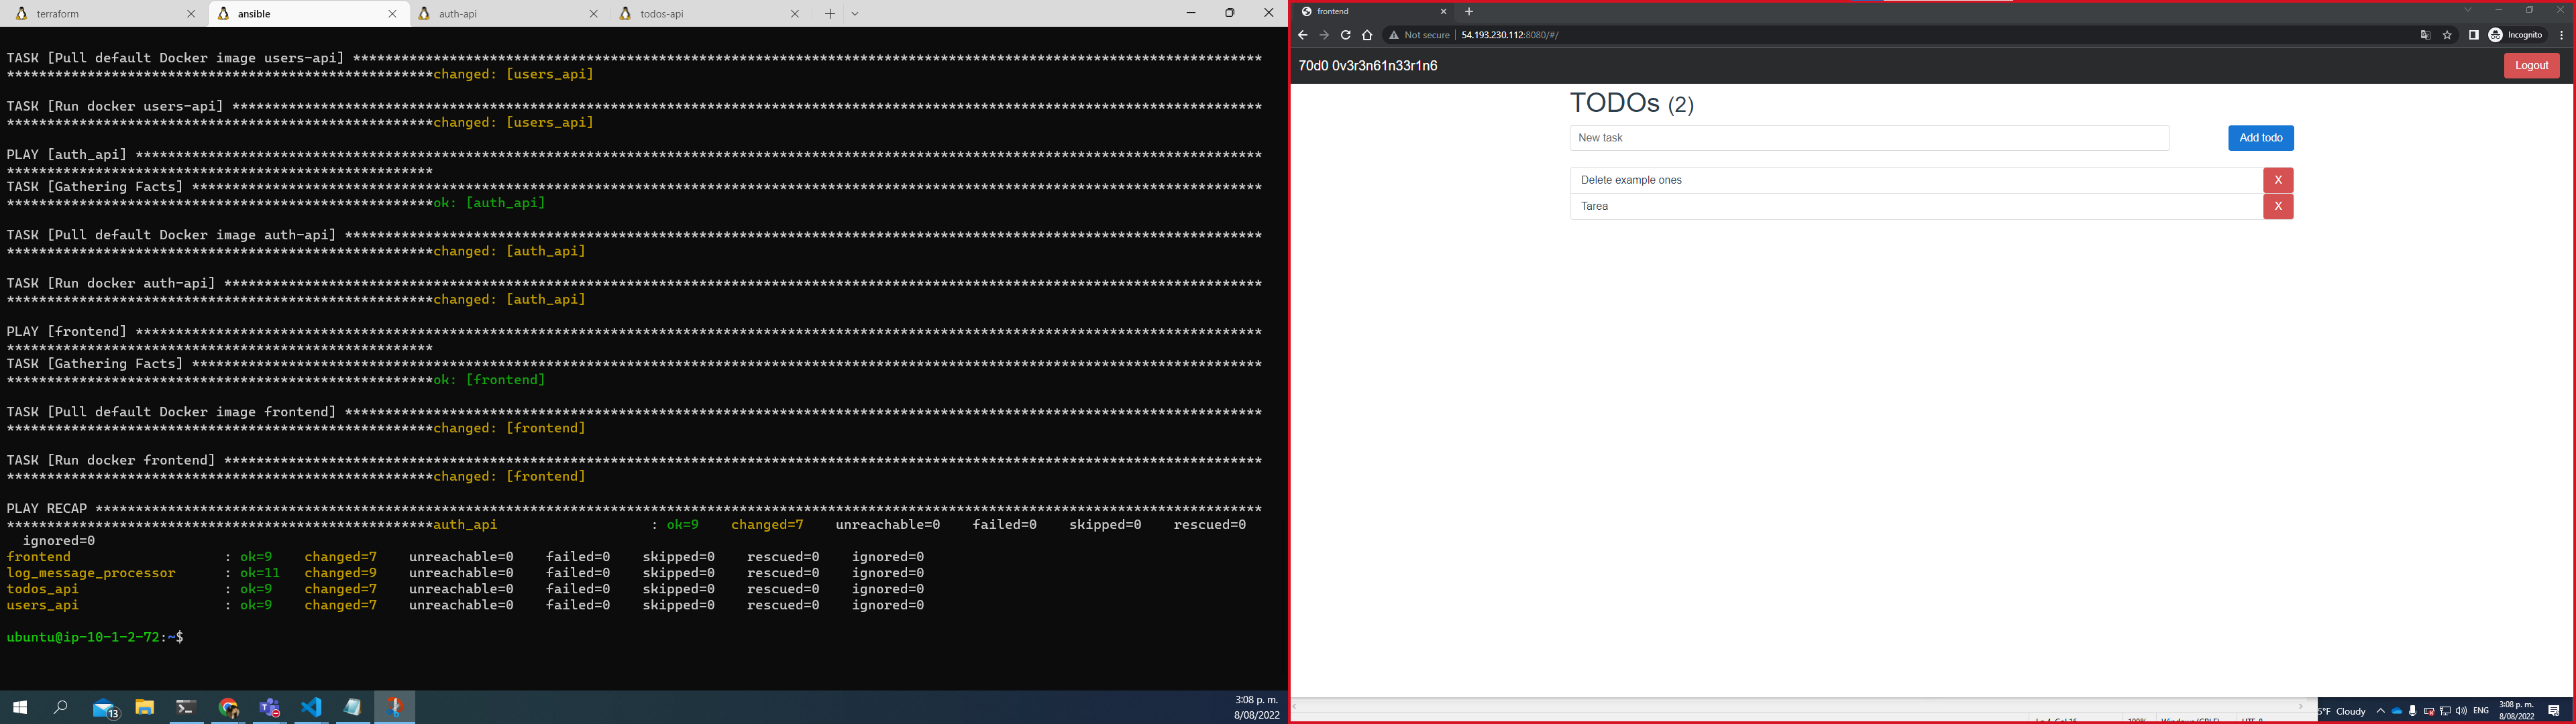 terraform ansible auth-api todos-api
TASK [Pull default Docker image users-api] ****************************************************************************************************************
*****************************************************changed: [users_api]
TASK [Run docker users-api] ********************************************************************************************************************************
*****************************************************changed: [users_api]
PLAY [auth_api] ********************************************************************************************************************************************
*****************************************************
TASK [Gathering Facts] *************************************************************************************************************************************
*****************************************************ok: [auth_api]
TASK [Pull default Docker image auth-api] ******************************************************************************************************************
*****************************************************changed: [auth_api]
TASK [Run docker auth-api] *********************************************************************************************************************************
*****************************************************changed: [auth_api]
PLAY [frontend] ********************************************************************************************************************************************
*****************************************************
TASK [Gathering Facts] *************************************************************************************************************************************
*****************************************************ok: [frontend]
TASK [Pull default Docker image frontend] ******************************************************************************************************************
*****************************************************changed: [frontend]
TASK [Run docker frontend] *********************************************************************************************************************************
*****************************************************changed: [frontend]
PLAY RECAP *************************************************************************************************************************************************
*****************************************************auth_api : ok=9 changed=7 unreachable=0 failed=0 skipped=0 rescued=0
ignored=0
frontend : ok=9 changed=7 unreachable=0 failed=0 skipped=0 rescued=0 ignored=0
log_message_processor : ok=11 changed=9 unreachable=0 failed=0 skipped=0 rescued=0 ignored=0
todos_api : ok=9 changed=7 unreachable=0 failed=0 skipped=0 rescued=0 ignored=0
users_api : ok=9 changed=7 unreachable=0 failed=0 skipped=0 rescued=0 ignored=0
ubuntu@ip-10-1-2-72:~$
13
3:08 p. m.
8/08/2022
frontend
Not secure 54.193.230.112:8080/#/ Incognito
70d0 0v3r3n61n33r1n6 Logout
TODOs (2)
New task Add todo
Delete example ones X
Tarea X
5°F Cloudy ENG 3:08 p. m.
8/08/2022